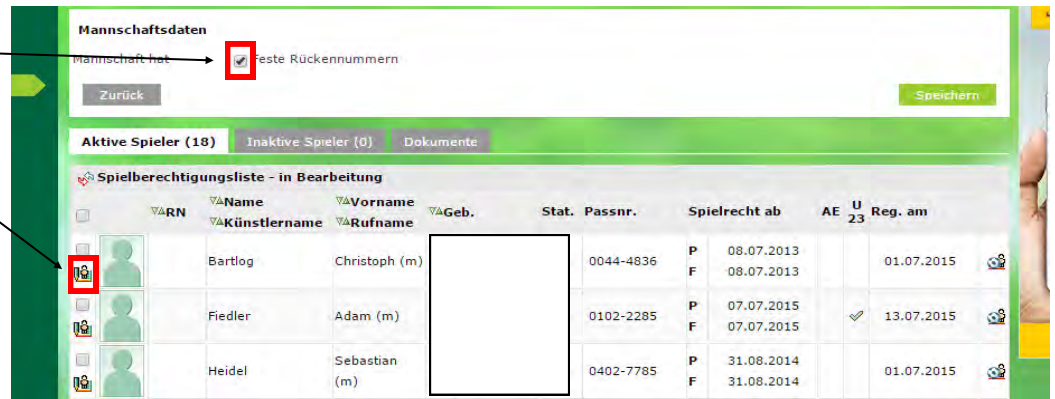 Mannschaftsdaten
Mannschaft hat Feste Rückennummern
Zurück Speichern
Aktive Spieler (18) Inaktive Spieler (0) Dokumente
Spielberechtigungsliste - in Bearbeitung
RN Name Vorname Geb. Stat. Passnr. Spielrecht ab AE U 23 Reg. am
Künstlername Rufname
Bartlog Christoph (m) 0044-4836 P 08.07.2013 01.07.2015
F 08.07.2013
Fiedler Adam (m) 0102-2285 P 07.07.2015 13.07.2015
F 07.07.2015
Heidel Sebastian (m) 0402-7785 P 31.08.2014 01.07.2015
F 31.08.2014